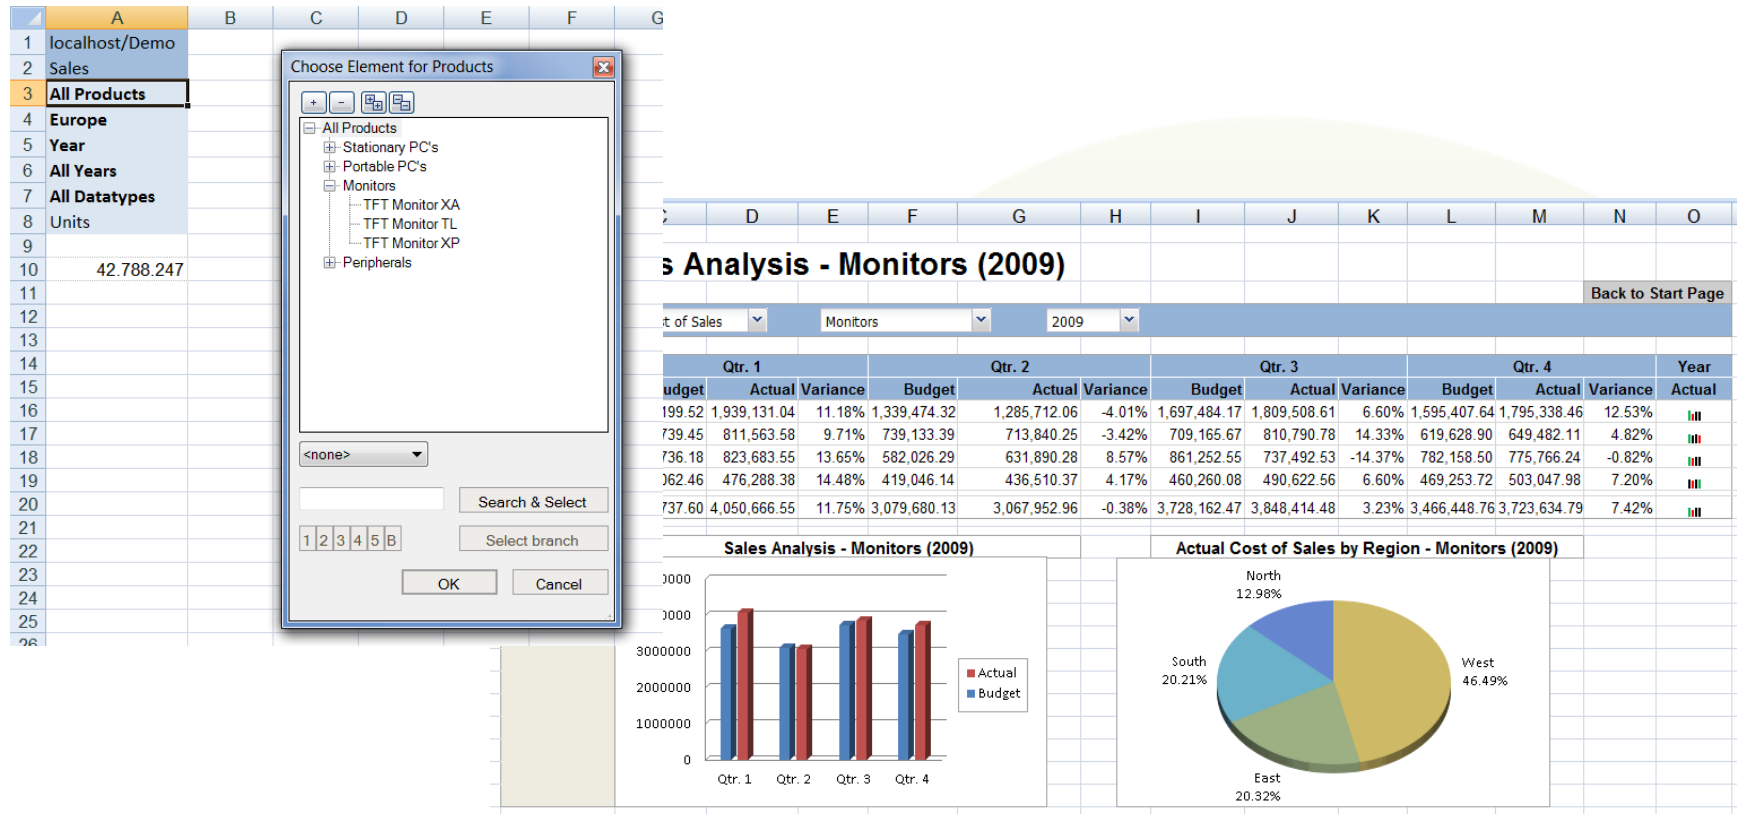 A B C D E F G
1 localhost/Demo
2 Sales
3 All Products
4 Europe
5 Year
6 All Years
7 All Datatypes
8 Units
9
10 42.788.247
11
12
13
14
15
16
17
18
19
20
21
22
23
24
25
26
Choose Element for Products
All Products
Stationary PC's
Portable PC's
Monitors
TFT Monitor XA
TFT Monitor TL
TFT Monitor XP
Peripherals
<none>
Search & Select
1 2 3 4 5 B
Select branch
OK Cancel
D E F G H I J K L M N O
s Analysis - Monitors (2009)
Back to Start Page
t of Sales Monitors 2009
Qtr. 1 Qtr. 2 Qtr. 3 Qtr. 4 Year
udget Actual Variance Budget Actual Variance Budget Actual Variance Budget Actual Variance Actual
199.52 1,939,131.04 11.18% 1,339,474.32 1,285,712.06 -4.01% 1,697,484.17 1,809,508.61 6.60% 1,595,407.64 1,795,338.46 12.53%
739.45 811,563.58 9.71% 739,133.39 713,840.25 -3.42% 709,165.67 810,790.78 14.33% 619,628.90 649,482.11 4.82%
736.18 823,683.55 13.65% 582,026.29 631,890.28 8.57% 861,252.55 737,492.53 -14.37% 782,158.50 775,766.24 -0.82%
062.46 476,288.38 14.48% 419,046.14 436,510.37 4.17% 460,260.08 490,622.56 6.60% 469,253.72 503,047.98 7.20%
737.60 4,050,666.55 11.75% 3,079,680.13 3,067,952.96 -0.38% 3,728,162.47 3,848,414.48 3.23% 3,466,448.76 3,723,634.79 7.42%
Sales Analysis - Monitors (2009)
0000
0000
3000000
2000000
1000000
0
Qtr. 1 Qtr. 2 Qtr. 3 Qtr. 4
Actual
Budget
Actual Cost of Sales by Region - Monitors (2009)
North
12.98%
South
20.21%
West
46.49%
East
20.32%